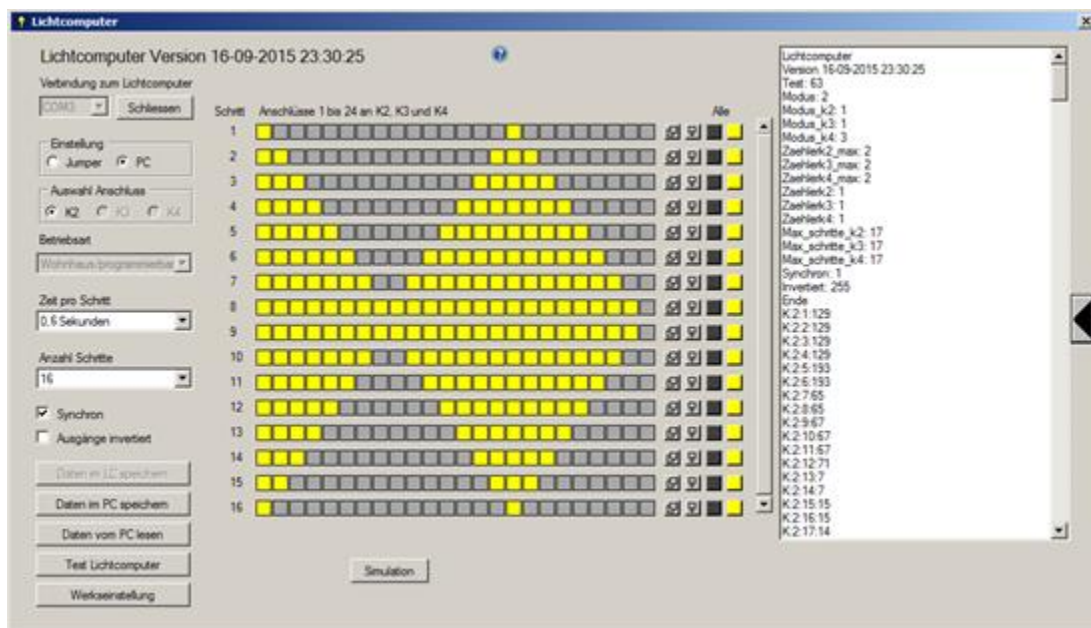 Lichtcomputer
Lichtcomputer Version 16-09-2015 23:30:25
Verbindung zum Lichtcomputer
COM3
Schliessen
Einstellung
Jumper
PC
Auswahl Anschluss
K2
K3
K4
Betriebsart
Wohnhaus/programmierbar
Zeit pro Schritt
0,6 Sekunden
Anzahl Schritte
16
Synchron
Ausgänge invertiert
Daten im LC speichern
Daten im PC speichern
Daten vom PC lesen
Test Lichtcomputer
Werkseinstellung
Schritt Anschlüsse 1 bis 24 an K2, K3 und K4 Alle
1
2
3
4
5
6
7
8
9
10
11
12
13
14
15
16
Simulation
Lichtcomputer
Version 16-09-2015 23:30:25
Test: 63
Modus: 2
Modus_k2: 1
Modus_k3: 1
Modus_k4: 3
Zaehlerk2_max: 2
Zaehlerk3_max: 2
Zaehlerk4_max: 2
Zaehlerk2: 1
Zaehlerk3: 1
Zaehlerk4: 1
Max_schritte_k2: 17
Max_schritte_k3: 17
Max_schritte_k4: 17
Synchron: 1
Invertiert: 255
Ende
K:2:1:129
K:2:2:129
K:2:3:129
K:2:4:129
K:2:5:193
K:2:6:193
K:2:7:65
K:2:8:65
K:2:9:67
K:2:10:67
K:2:11:67
K:2:12:71
K:2:13:7
K:2:14:7
K:2:15:15
K:2:16:15
K:2:17:14